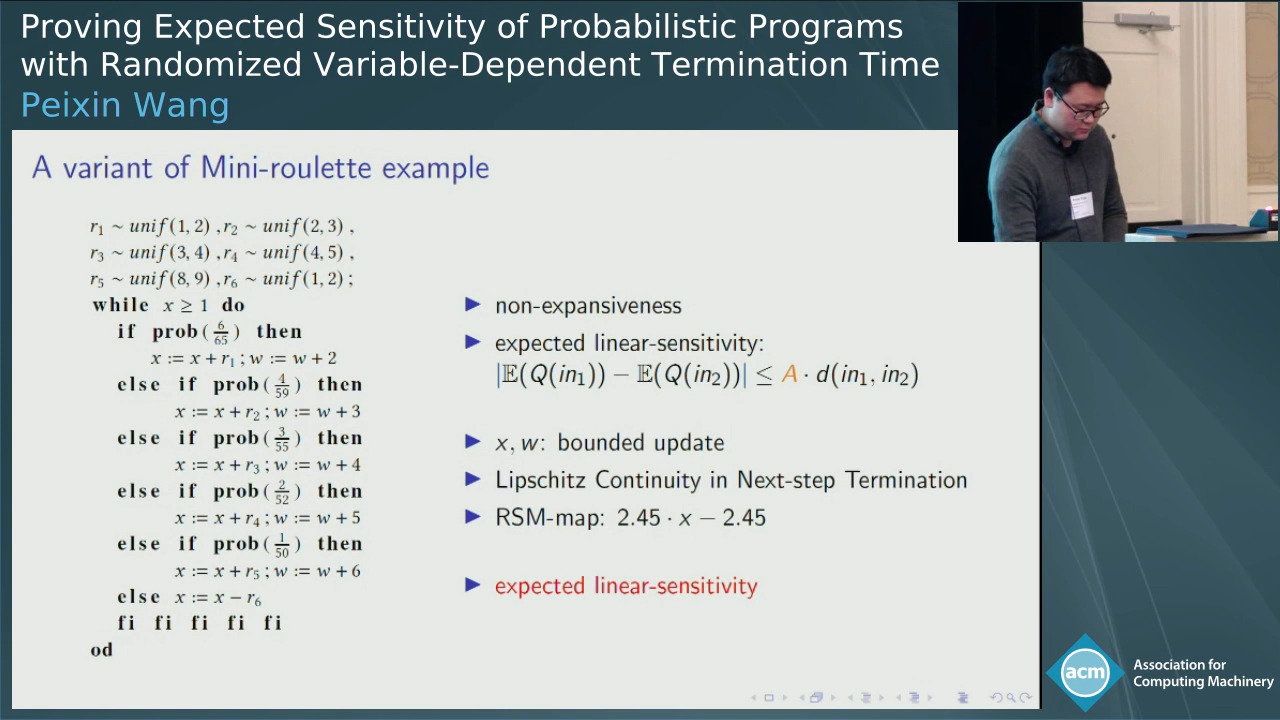 Proving Expected Sensitivity of Probabilistic Programs
with Randomized Variable-Dependent Termination Time
Peixin Wang
A variant of Mini-roulette example
r₁ ~ unif(1, 2) , r₂ ~ unif(2, 3) ,
r₃ ~ unif(3, 4) , r₄ ~ unif(4, 5) ,
r₅ ~ unif(8, 9) , r₆ ~ unif(1, 2) ;
while x ≥ 1 do
if prob(6/65) then
x := x + r₁ ; w := w + 2
else if prob(4/59) then
x := x + r₂ ; w := w + 3
else if prob(3/55) then
x := x + r₃ ; w := w + 4
else if prob(2/52) then
x := x + r₄ ; w := w + 5
else if prob(1/50) then
x := x + r₅ ; w := w + 6
else x := x − r₆
fi fi fi fi fi
od
▶ non-expansiveness
▶ expected linear-sensitivity:
|𝔼(Q(in₁)) − 𝔼(Q(in₂))| ≤ A · d(in₁, in₂)
▶ x, w: bounded update
▶ Lipschitz Continuity in Next-step Termination
▶ RSM-map: 2.45 · x − 2.45
▶ expected linear-sensitivity
acm
Association for
Computing Machinery